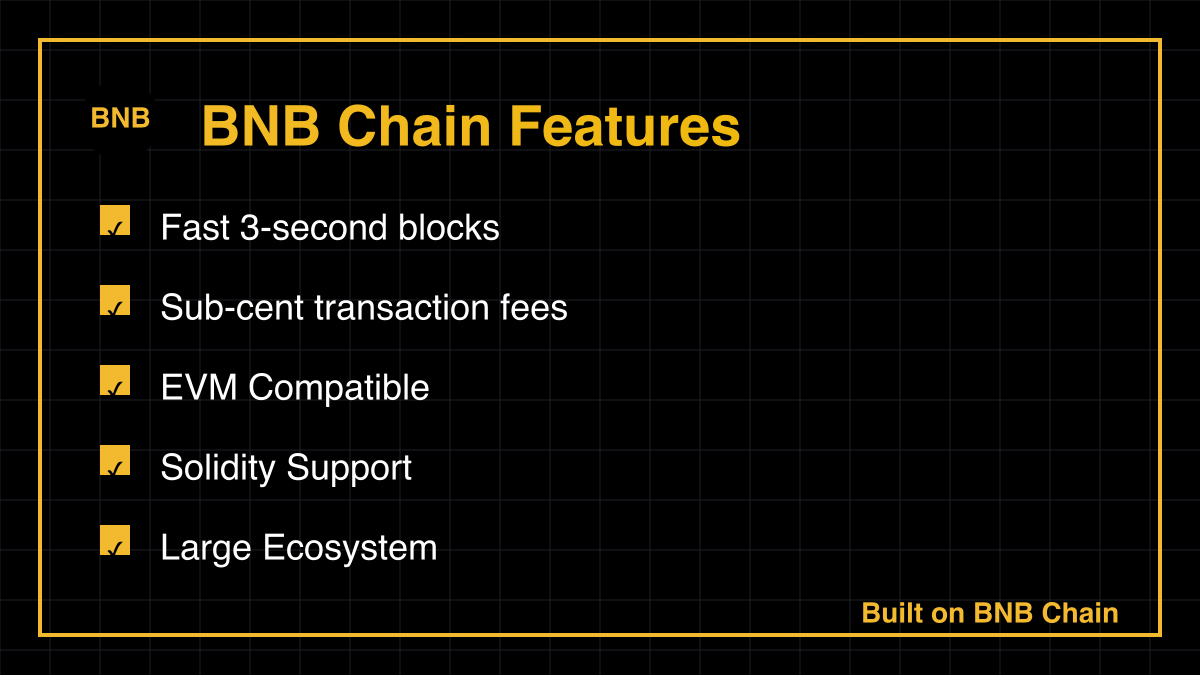 BNB
BNB Chain Features
✓ Fast 3-second blocks
✓ Sub-cent transaction fees
✓ EVM Compatible
✓ Solidity Support
✓ Large Ecosystem
Built on BNB Chain